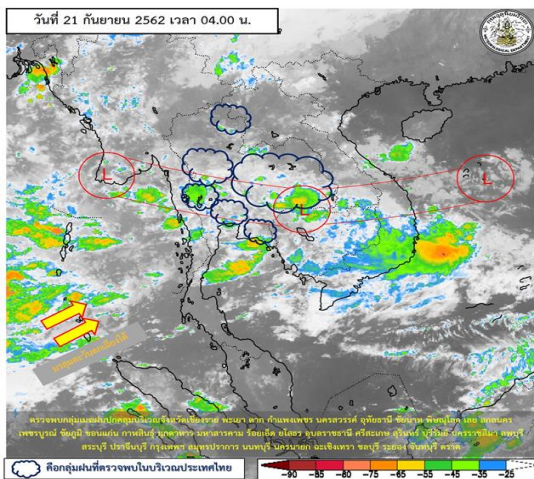 วันที่ 21 กันยายน 2562 เวลา 04.00 น.
L
L
L
ตรวจพบกลุ่มเมฆฝนปกคลุมบริเวณจังหวัดเชียงราย พะเยา ตาก กำแพงเพชร นครสวรรค์ อุทัยธานี ชัยนาท พิษณุโลก เลย สกลนคร
เพชรบูรณ์ ชัยภูมิ ขอนแก่น กาฬสินธุ์ มุกดาหาร มหาสารคาม ร้อยเอ็ด ยโสธร อุบลราชธานี ศรีสะเกษ สุรินทร์ บุรีรัมย์ นครราชสีมา ลพบุรี
สระบุรี ปราจีนบุรี กรุงเทพฯ สมุทรปราการ นนทบุรี นครนายก ฉะเชิงเทรา ชลบุรี ระยอง จันทบุรี ตราด
คือกลุ่มฝนที่ตรวจพบในบริเวณประเทศไทย
-90 -85 -80 -75 -65 -55 -45 -35 -25